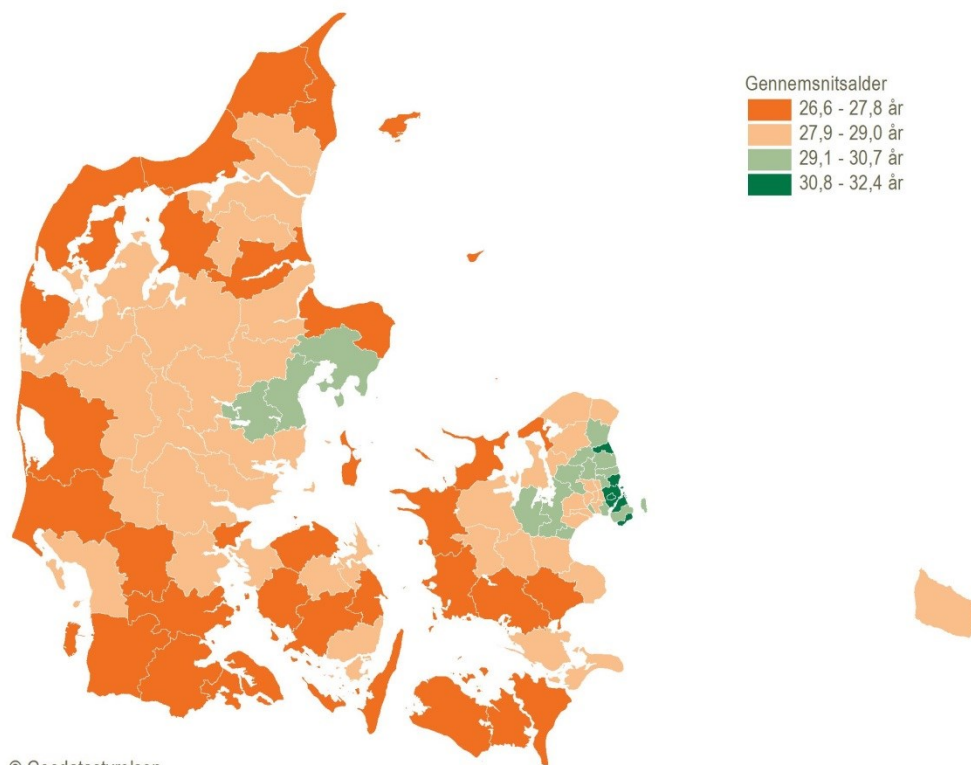 Gennemsnitsalder
26,6 - 27,8 år
27,9 - 29,0 år
29,1 - 30,7 år
30,8 - 32,4 år